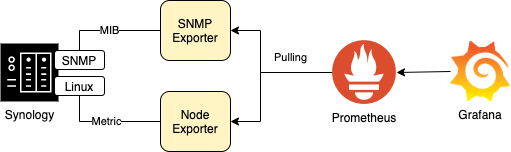 SNMP
Exporter
MIB
SNMP
Linux
Synology
Metric
Node
Exporter
Pulling
Prometheus
Grafana